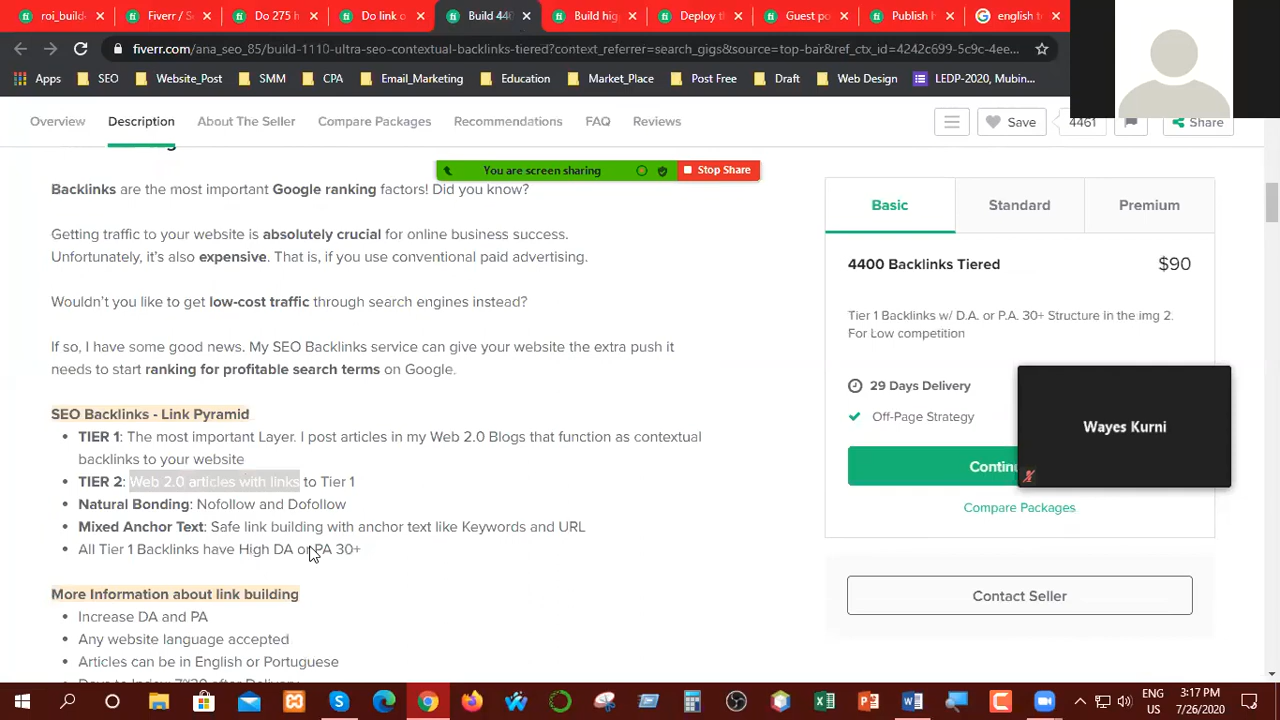 roi_build-
Fiverr / S
Do 275 h
Do link o
Build 440
Build hig
Deploy th
Guest po
Publish h
english t
fiverr.com/ana_seo_85/build-1110-ultra-seo-contextual-backlinks-tiered?context_referrer=search_gigs&source=top-bar&ref_ctx_id=4242c699-5c9c-4ee...
Apps SEO Website_Post SMM CPA Email_Marketing Education Market_Place Post Free Draft Web Design LEDP-2020, Mubin...
Overview Description About The Seller Compare Packages Recommendations FAQ Reviews Save 4461 Share
You are screen sharing Stop Share
Backlinks are the most important Google ranking factors! Did you know?
Getting traffic to your website is absolutely crucial for online business success.
Unfortunately, it's also expensive. That is, if you use conventional paid advertising.
Wouldn't you like to get low-cost traffic through search engines instead?
If so, I have some good news. My SEO Backlinks service can give your website the extra push it
needs to start ranking for profitable search terms on Google.
SEO Backlinks - Link Pyramid
TIER 1: The most important Layer. I post articles in my Web 2.0 Blogs that function as contextual
backlinks to your website
TIER 2: Web 2.0 articles with links to Tier 1
Natural Bonding: Nofollow and Dofollow
Mixed Anchor Text: Safe link building with anchor text like Keywords and URL
All Tier 1 Backlinks have High DA or PA 30+
More Information about link building
Increase DA and PA
Any website language accepted
Articles can be in English or Portuguese
Basic Standard Premium
4400 Backlinks Tiered $90
Tier 1 Backlinks w/ D.A. or P.A. 30+ Structure in the img 2.
For Low competition
29 Days Delivery
Off-Page Strategy
Continu
Wayes Kurni
Compare Packages
Contact Seller
ENG
US
3:17 PM
7/26/2020